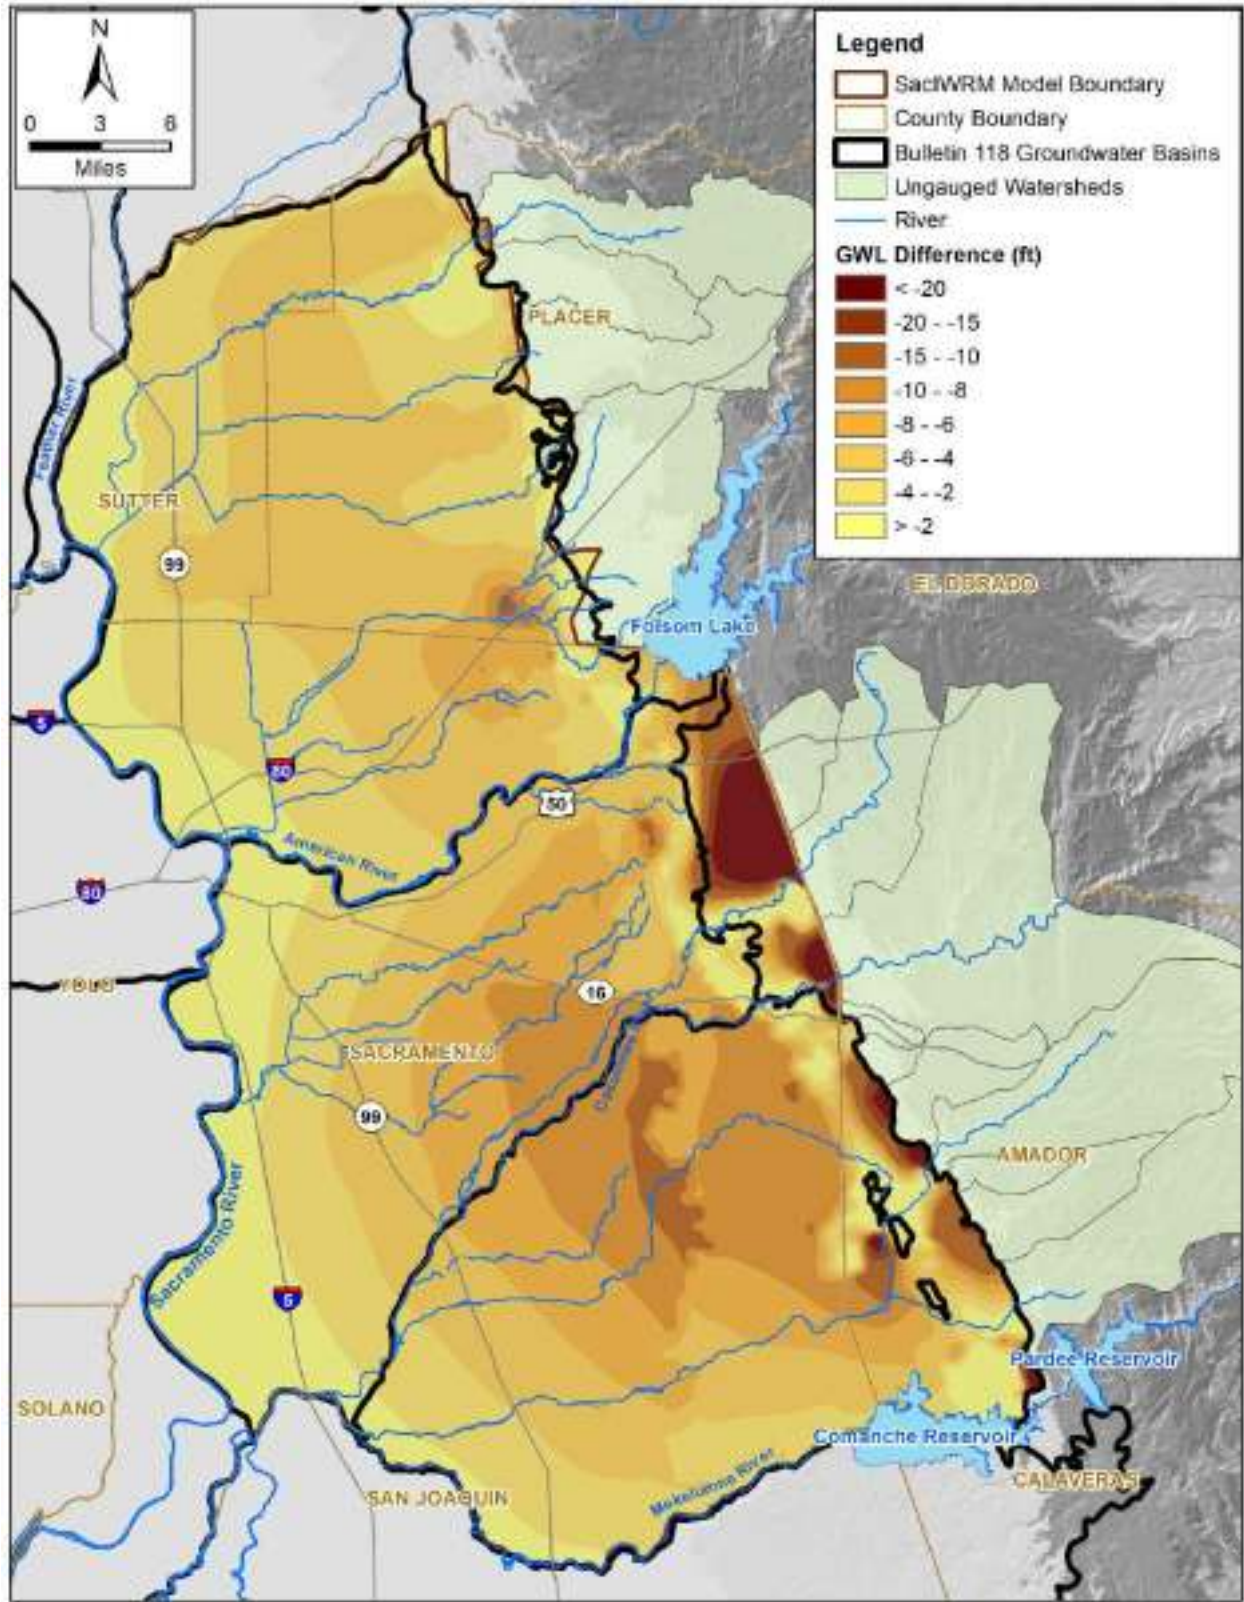 N
0 3 6
Miles
Legend
SacIWRM Model Boundary
County Boundary
Bulletin 118 Groundwater Basins
Ungauged Watersheds
River
GWL Difference (ft)
< -20
-20 - -15
-15 - -10
-10 - -8
-8 - -6
-6 - -4
-4 - -2
> -2
PLACER
Feather River
SUTTER
99
EL DORADO
Folsom Lake
5
80
50
American River
80
YOLO
16
SACRAMENTO
99
AMADOR
Sacramento River
5
Pardee Reservoir
SOLANO
Comanche Reservoir
CALAVERAS
SAN JOAQUIN
Mokelumne River